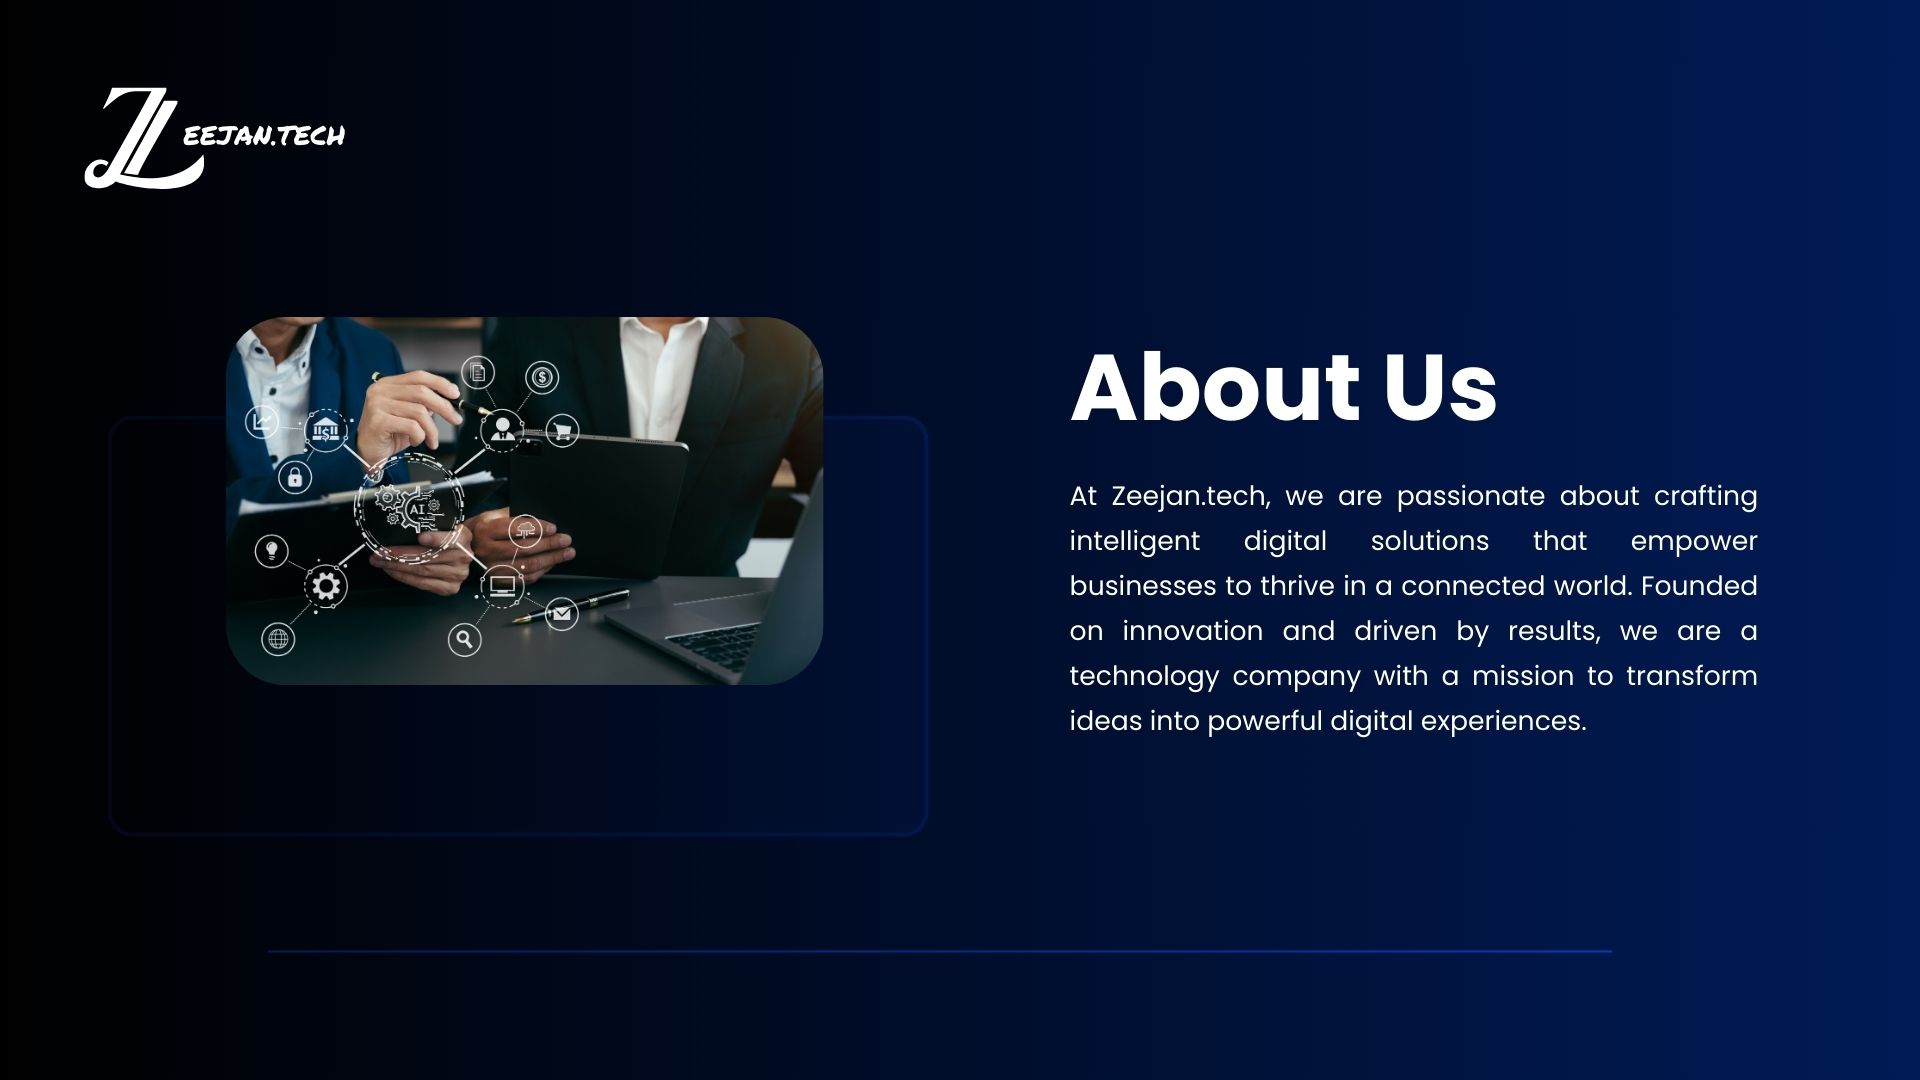 ZEEJAN.TECH
AI
About Us
At Zeejan.tech, we are passionate about crafting
intelligent digital solutions that empower
businesses to thrive in a connected world. Founded
on innovation and driven by results, we are a
technology company with a mission to transform
ideas into powerful digital experiences.